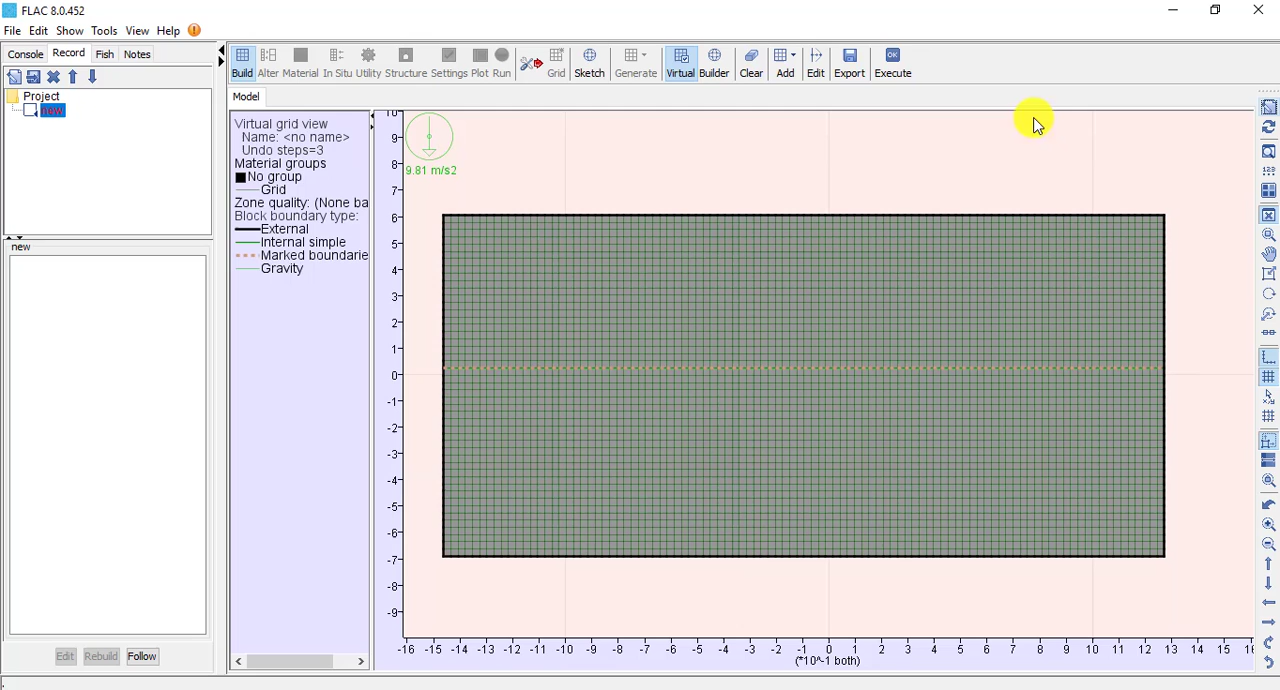 FLAC 8.0.452
File Edit Show Tools View Help
Console Record Fish Notes
Build Alter Material In Situ Utility Structure Settings Plot Run Grid Sketch Generate Virtual Builder Clear Add Edit Export Execute
OK
Model
Project
new
new
Edit Rebuild Follow
Virtual grid view
Name: <no name>
Undo steps=3
Material groups
No group
Grid
Zone quality: (None ba
Block boundary type:
External
Internal simple
Marked boundarie
Gravity
9.81 m/s2
10
9
8
7
6
5
4
3
2
1
0
-1
-2
-3
-4
-5
-6
-7
-8
-9
-16 -15 -14 -13 -12 -11 -10 -9 -8 -7 -6 -5 -4 -3 -2 -1 0 1 2 3 4 5 6 7 8 9 10 11 12 13 14 15
(*10^-1 both)
123